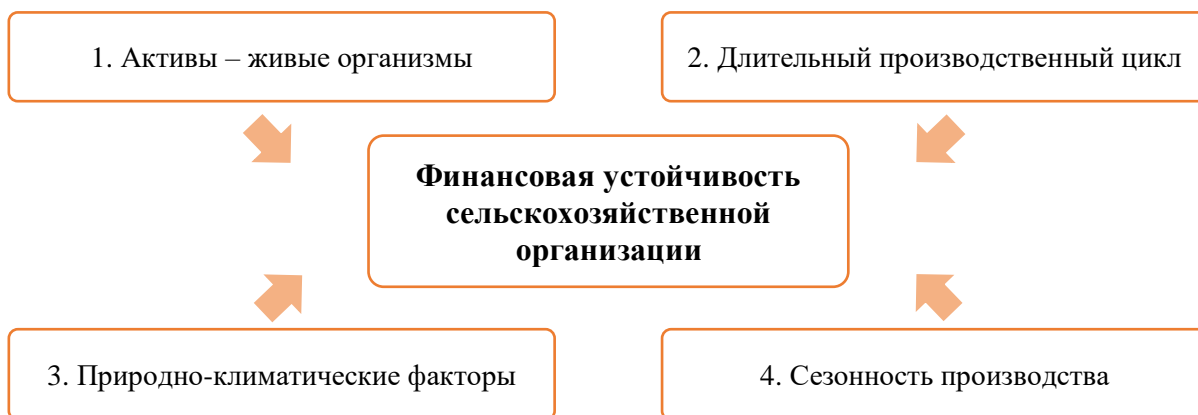 1. Активы – живые организмы
2. Длительный производственный цикл
Финансовая устойчивость
сельскохозяйственной
организации
3. Природно-климатические факторы
4. Сезонность производства